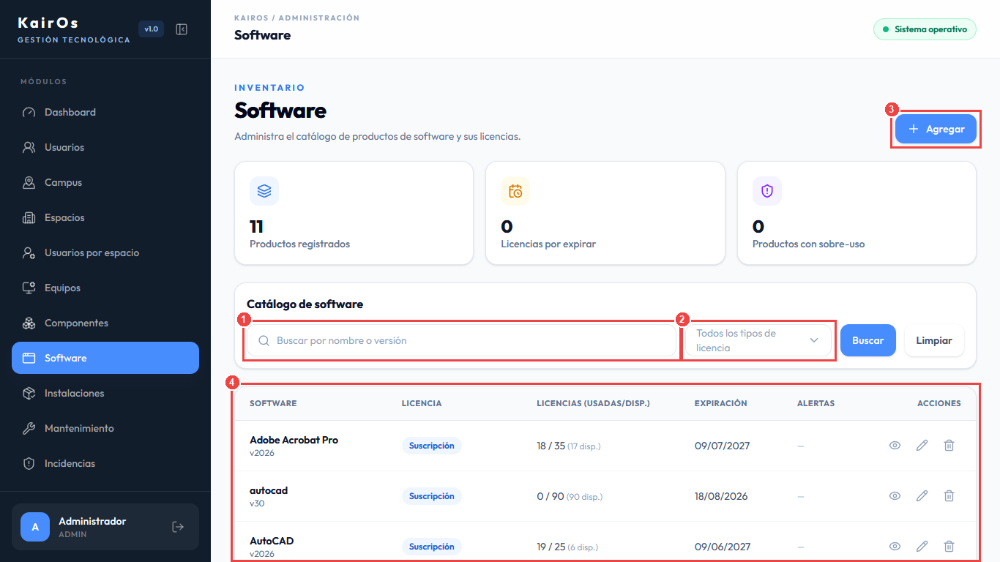 KairOs
GESTIÓN TECNOLÓGICA
v1.0
MÓDULOS
Dashboard
Usuarios
Campus
Espacios
Usuarios por espacio
Equipos
Componentes
Software
Instalaciones
Mantenimiento
Incidencias
A
Administrador
ADMIN
KAIROS / ADMINISTRACIÓN
Software
Sistema operativo
INVENTARIO
Software
Administra el catálogo de productos de software y sus licencias.
3
Agregar
11
Productos registrados
0
Licencias por expirar
0
Productos con sobre-uso
Catálogo de software
1
Buscar por nombre o versión
2
Todos los tipos de
licencia
Buscar
Limpiar
4
SOFTWARE LICENCIA LICENCIAS (USADAS/DISP.) EXPIRACIÓN ALERTAS ACCIONES
Adobe Acrobat Pro
v2026
Suscripción
18 / 35 (17 disp.)
09/07/2027
–
autocad
v30
Suscripción
0 / 90 (90 disp.)
18/08/2026
–
AutoCAD
v2026
Suscripción
19 / 25 (6 disp.)
09/06/2027
–